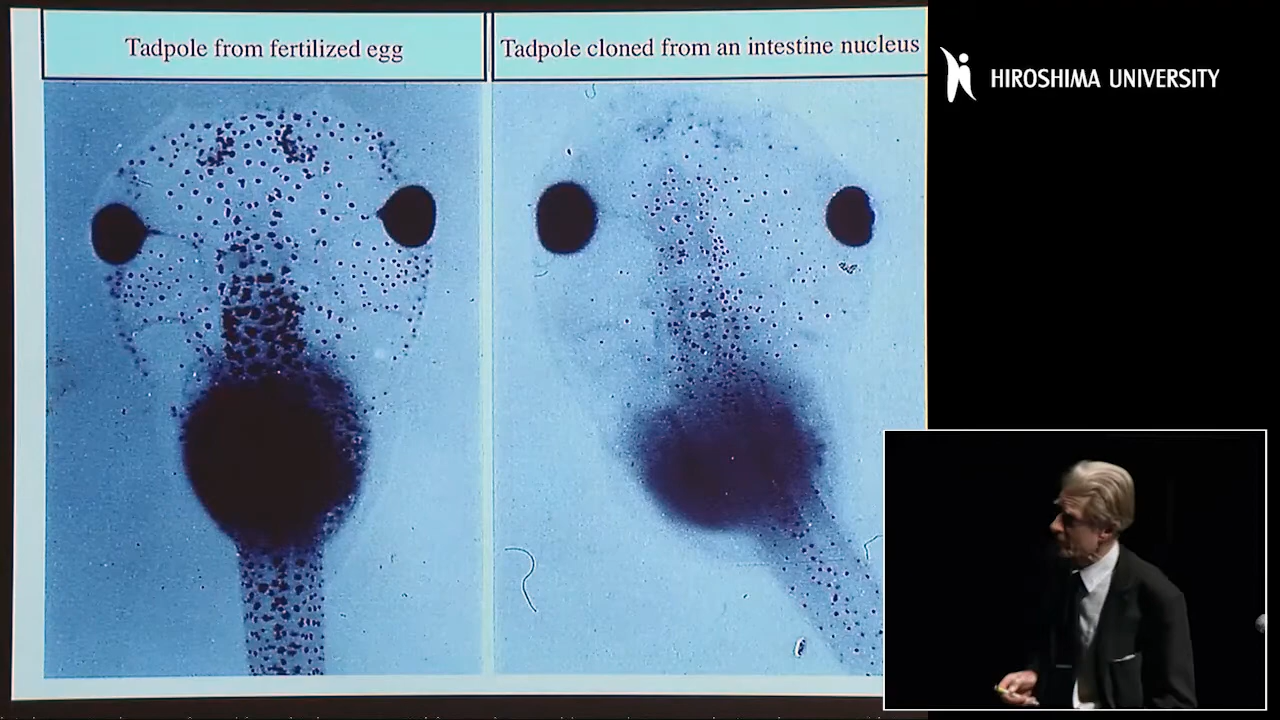 Tadpole from fertilized egg
Tadpole cloned from an intestine nucleus
HIROSHIMA UNIVERSITY